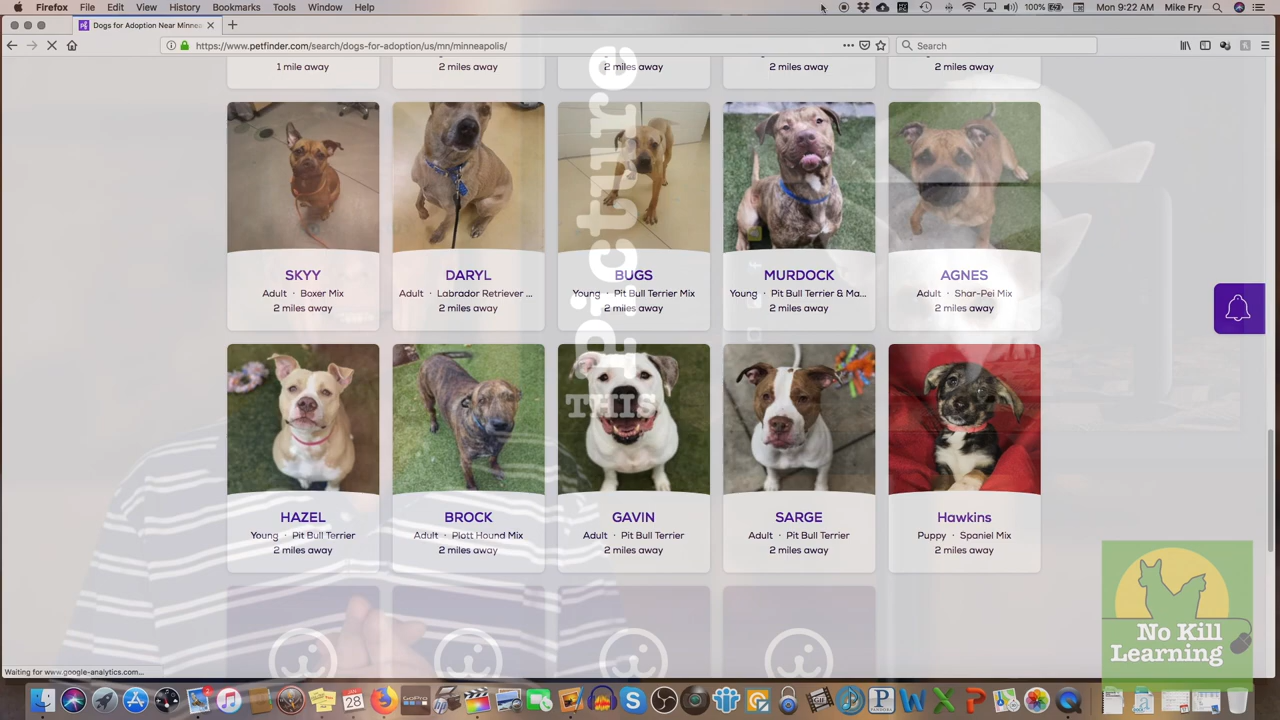 Firefox File Edit View History Bookmarks Tools Window Help
100% Mon 9:22 AM Mike Fry
Dogs for Adoption Near Minnea
https://www.petfinder.com/search/dogs-for-adoption/us/mn/minneapolis/
Search
1 mile away 2 miles away 2 miles away 2 miles away 2 miles away
SKYY DARYL BUGS MURDOCK AGNES
Adult · Boxer Mix Adult · Labrador Retriever ... Young · Pit Bull Terrier Mix Young · Pit Bull Terrier & Ma... Adult · Shar-Pei Mix
2 miles away 2 miles away 2 miles away 2 miles away 2 miles away
Picture
THIS
HAZEL BROCK GAVIN SARGE Hawkins
Young · Pit Bull Terrier Adult · Plott Hound Mix Adult · Pit Bull Terrier Adult · Pit Bull Terrier Puppy · Spaniel Mix
2 miles away 2 miles away 2 miles away 2 miles away 2 miles away
No Kill
Learning
Waiting for www.google-analytics.com...